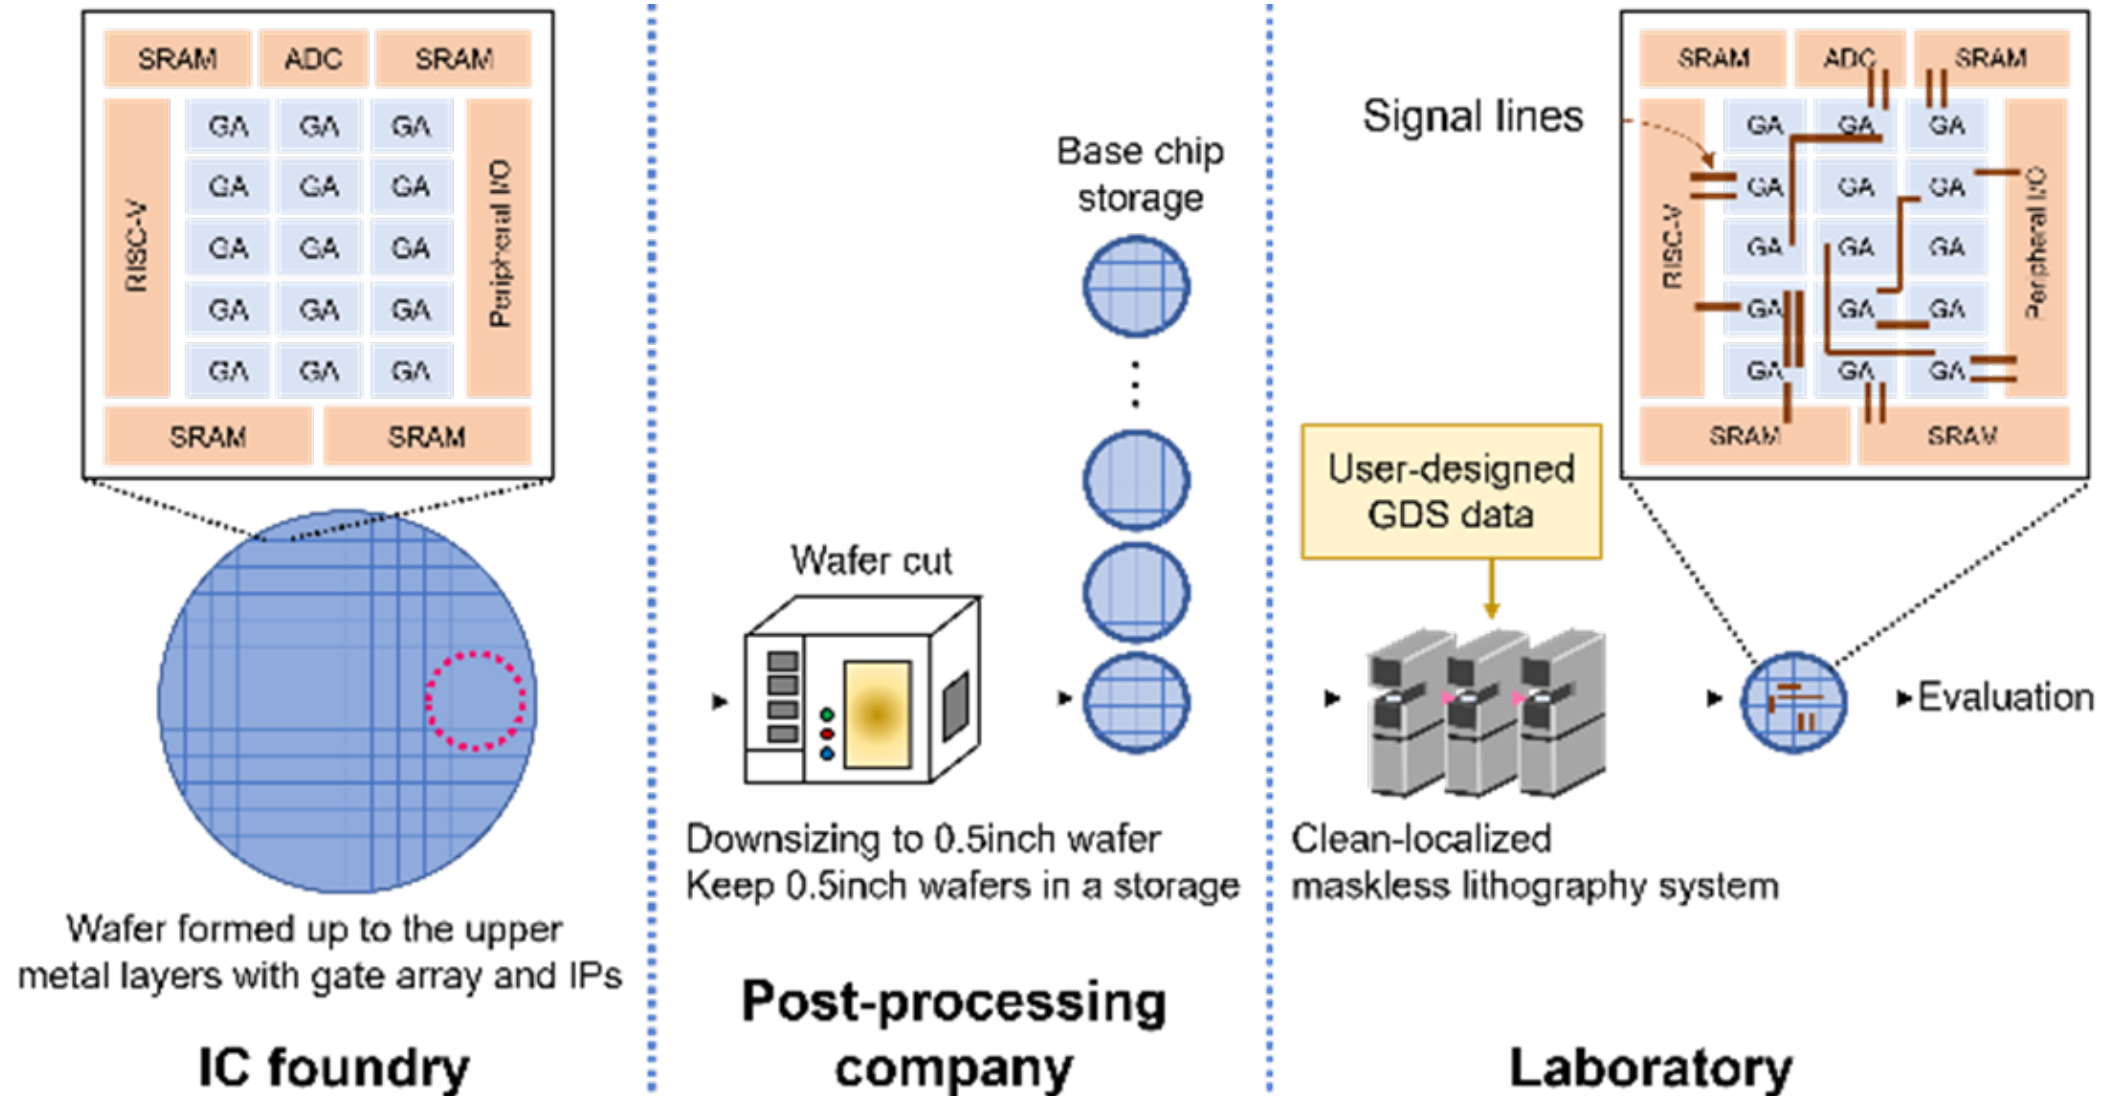 SRAM ADC SRAM
GA GA GA
GA GA GA
GA GA GA
GA GA GA
GA GA GA
RISC-V
Peripheral I/O
SRAM SRAM
Wafer formed up to the upper
metal layers with gate array and IPs
IC foundry
Wafer cut
Base chip
storage
Downsizing to 0.5inch wafer
Keep 0.5inch wafers in a storage
Post-processing
company
Signal lines
SRAM ADC SRAM
GA GA GA
GA GA GA
GA GA GA
GA GA GA
GA GA GA
RISC-V
Peripheral I/O
SRAM SRAM
User-designed
GDS data
Evaluation
Clean-localized
maskless lithography system
Laboratory